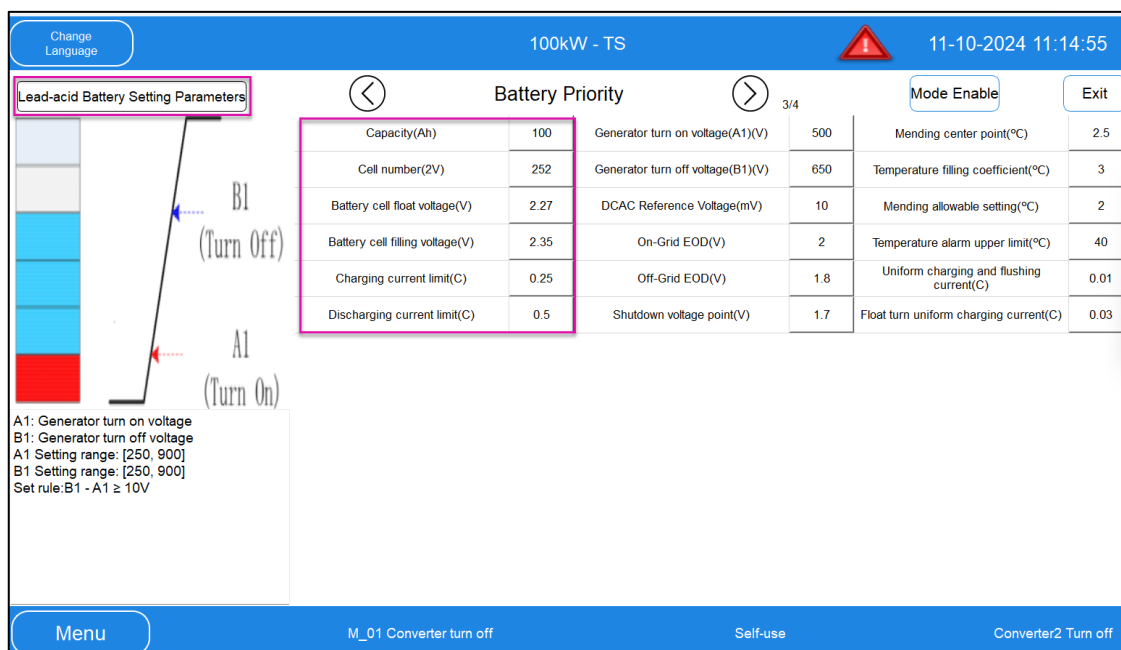 Change
Language
100kW - TS
11-10-2024 11:14:55
Lead-acid Battery Setting Parameters
Battery Priority
3/4
Mode Enable
Exit
Capacity(Ah) 100 Generator turn on voltage(A1)(V) 500 Mending center point(ºC) 2.5
Cell number(2V) 252 Generator turn off voltage(B1)(V) 650 Temperature filling coefficient(ºC) 3
Battery cell float voltage(V) 2.27 DCAC Reference Voltage(mV) 10 Mending allowable setting(ºC) 2
Battery cell filling voltage(V) 2.35 On-Grid EOD(V) 2 Temperature alarm upper limit(ºC) 40
Charging current limit(C) 0.25 Off-Grid EOD(V) 1.8 Uniform charging and flushing
current(C) 0.01
Discharging current limit(C) 0.5 Shutdown voltage point(V) 1.7 Float turn uniform charging current(C) 0.03
B1
(Turn Off)
A1
(Turn On)
A1: Generator turn on voltage
B1: Generator turn off voltage
A1 Setting range: [250, 900]
B1 Setting range: [250, 900]
Set rule:B1 - A1 ≥ 10V
Menu
M_01 Converter turn off
Self-use
Converter2 Turn off